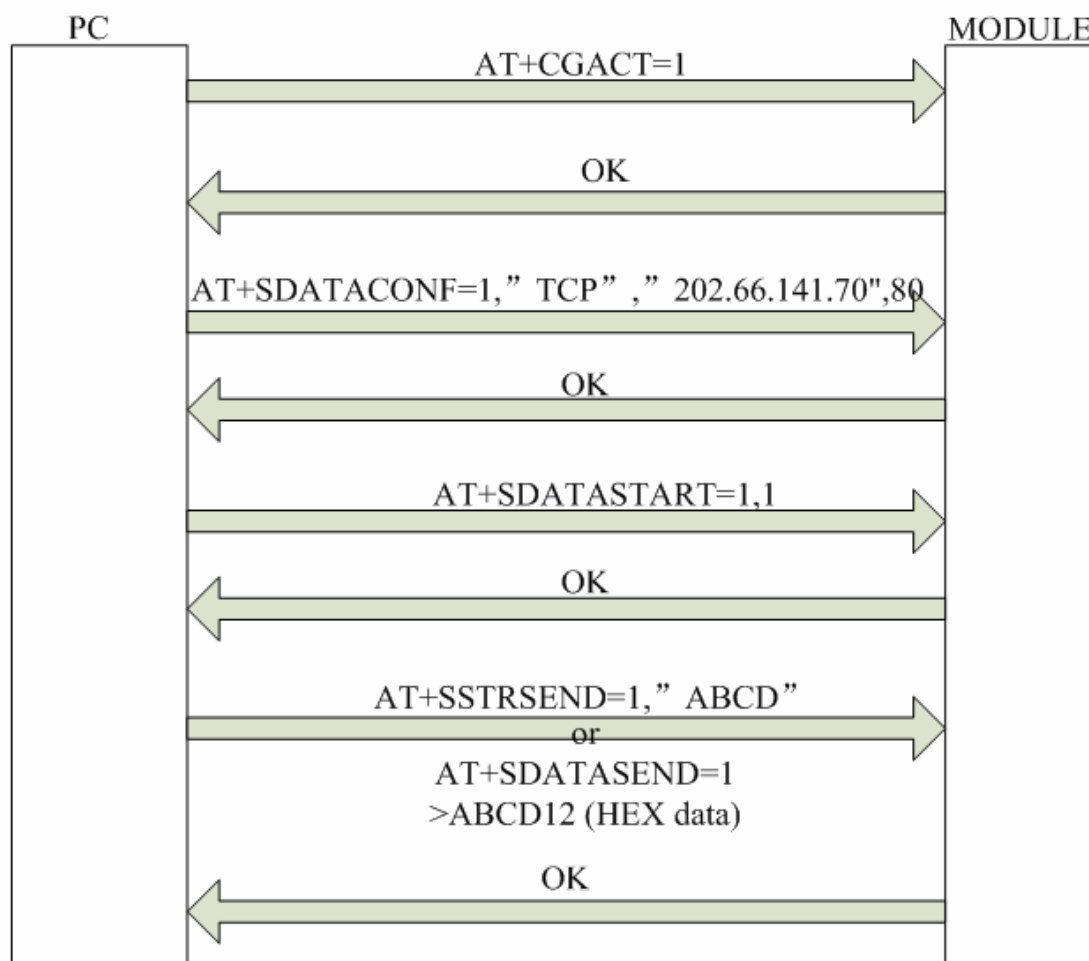 PC
MODULE
AT+CGACT=1
OK
AT+SDATACONF=1,” TCP” ,” 202.66.141.70",80
OK
AT+SDATASTART=1,1
OK
AT+SSTRSEND=1,” ABCD”
or
AT+SDATASEND=1
>ABCD12 (HEX data)
OK